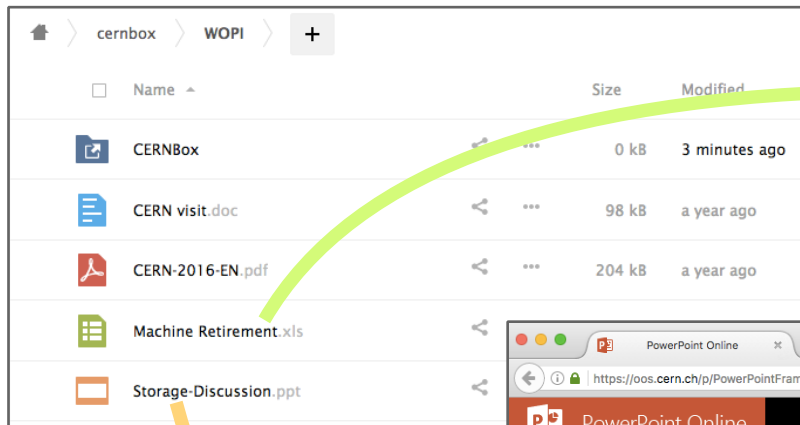 cernbox WOPI +
Name Size Modified
CERNBox 0 kB 3 minutes ago
CERN visit.doc 98 kB a year ago
CERN-2016-EN.pdf 204 kB a year ago
Machine Retirement.xls
Storage-Discussion.ppt
PowerPoint Online
https://oos.cern.ch/p/PowerPointFram
PowerPoint Online